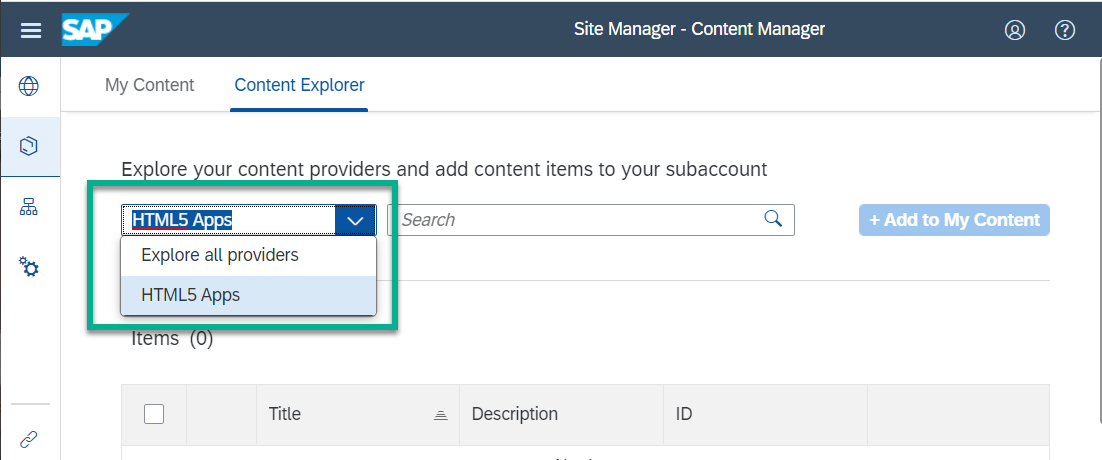 SAP
Site Manager - Content Manager
My Content
Content Explorer
Explore your content providers and add content items to your subaccount
HTML5 Apps
Search
+ Add to My Content
Explore all providers
HTML5 Apps
Items (0)
Title
Description
ID